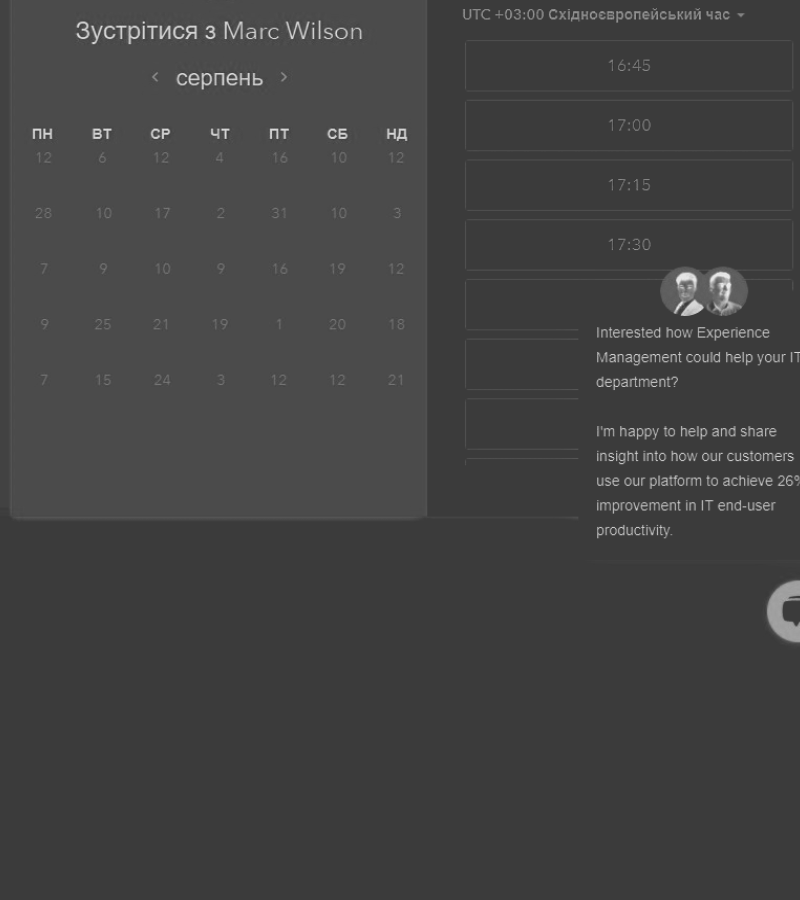 Зустрітися з Marc Wilson
серпень
ПН ВТ СР ЧТ ПТ СБ НД
12 6 12 4 16 10 12
28 10 17 2 31 10 3
7 9 10 9 16 19 12
9 25 21 19 1 20 18
7 15 24 3 12 12 21
UTC +03:00 Східноєвропейський час
16:45
17:00
17:15
17:30
Interested how Experience
Management could help your IT
department?
I'm happy to help and share
insight into how our customers
use our platform to achieve 26%
improvement in IT end-user
productivity.